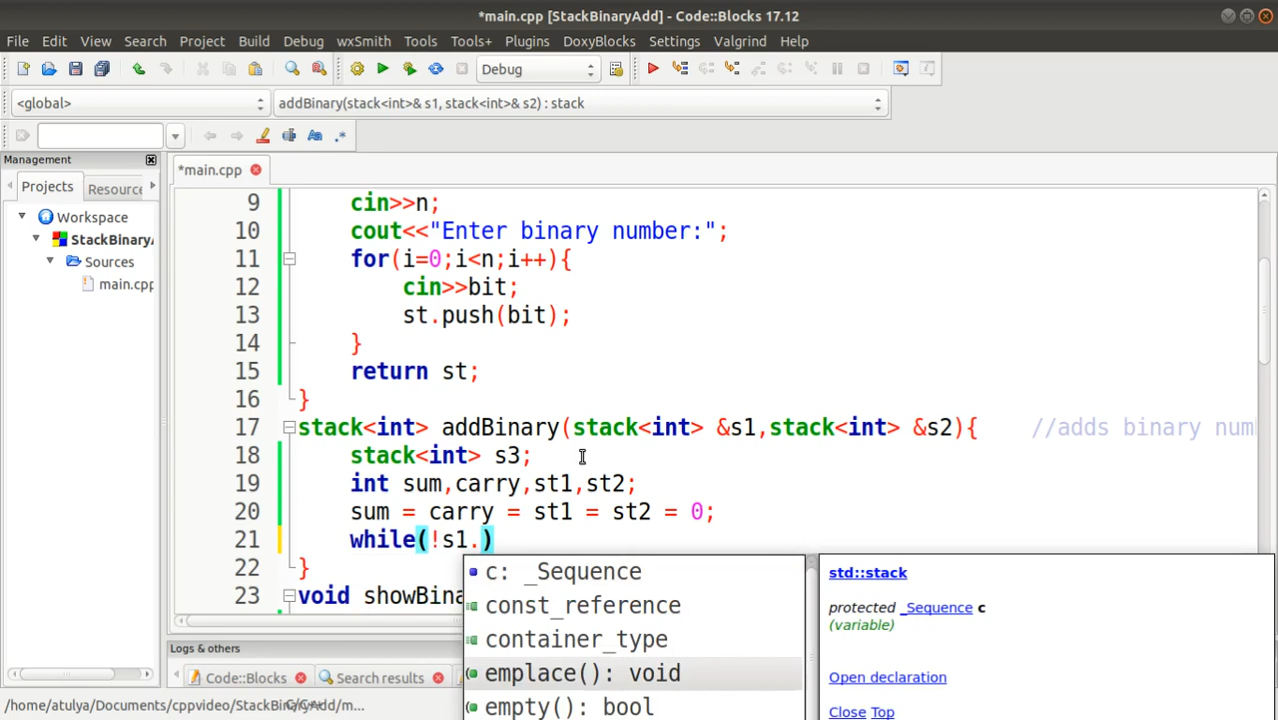 *main.cpp [StackBinaryAdd] - Code::Blocks 17.12
File Edit View Search Project Build Debug wxSmith Tools Tools+ Plugins DoxyBlocks Settings Valgrind Help
Debug
<global> addBinary(stack<int>& s1, stack<int>& s2) : stack
Management
*main.cpp
Projects Resource
Workspace
StackBinaryA
Sources
main.cpp
9 cin>>n;
10 cout<<"Enter binary number:";
11 for(i=0;i<n;i++){
12 cin>>bit;
13 st.push(bit);
14 }
15 return st;
16 }
17 stack<int> addBinary(stack<int> &s1,stack<int> &s2){ //adds binary num
18 stack<int> s3;
19 int sum,carry,st1,st2;
20 sum = carry = st1 = st2 = 0;
21 while(!s1.)
22 }
23 void showBina
c: _Sequence
const_reference
container_type
emplace(): void
empty(): bool
std::stack
protected _Sequence c
(variable)
Open declaration
Close Top
Logs & others
Code::Blocks Search results
/home/atulya/Documents/cppvideo/StackBinaryAdd/m...